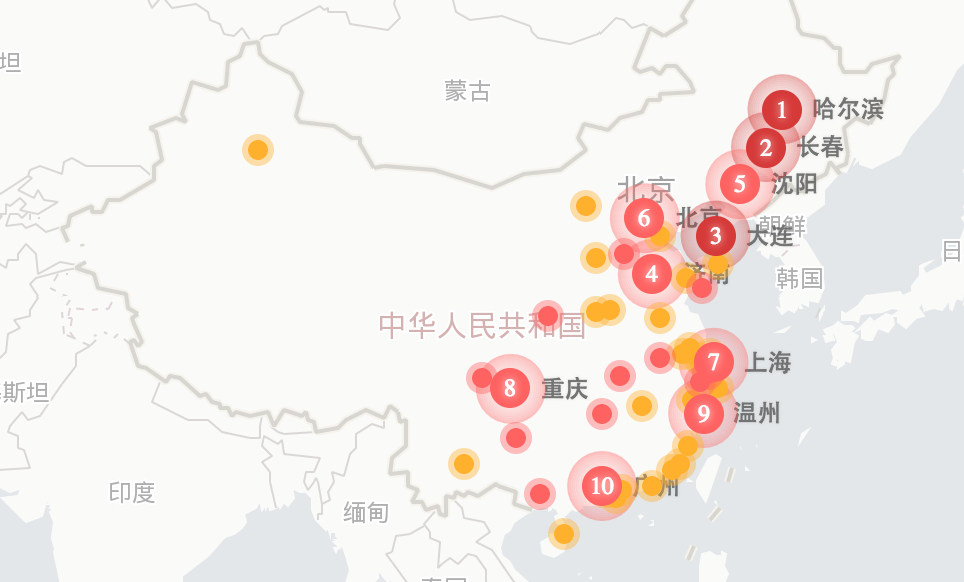 坦
蒙古
1 哈尔滨
2 长春
5 沈阳
北京
6 北京
朝鲜
3 大连
日
4 济南
韩国
中华人民共和国
7 上海
斯坦
8 重庆
9 温州
10 广州
印度
缅甸